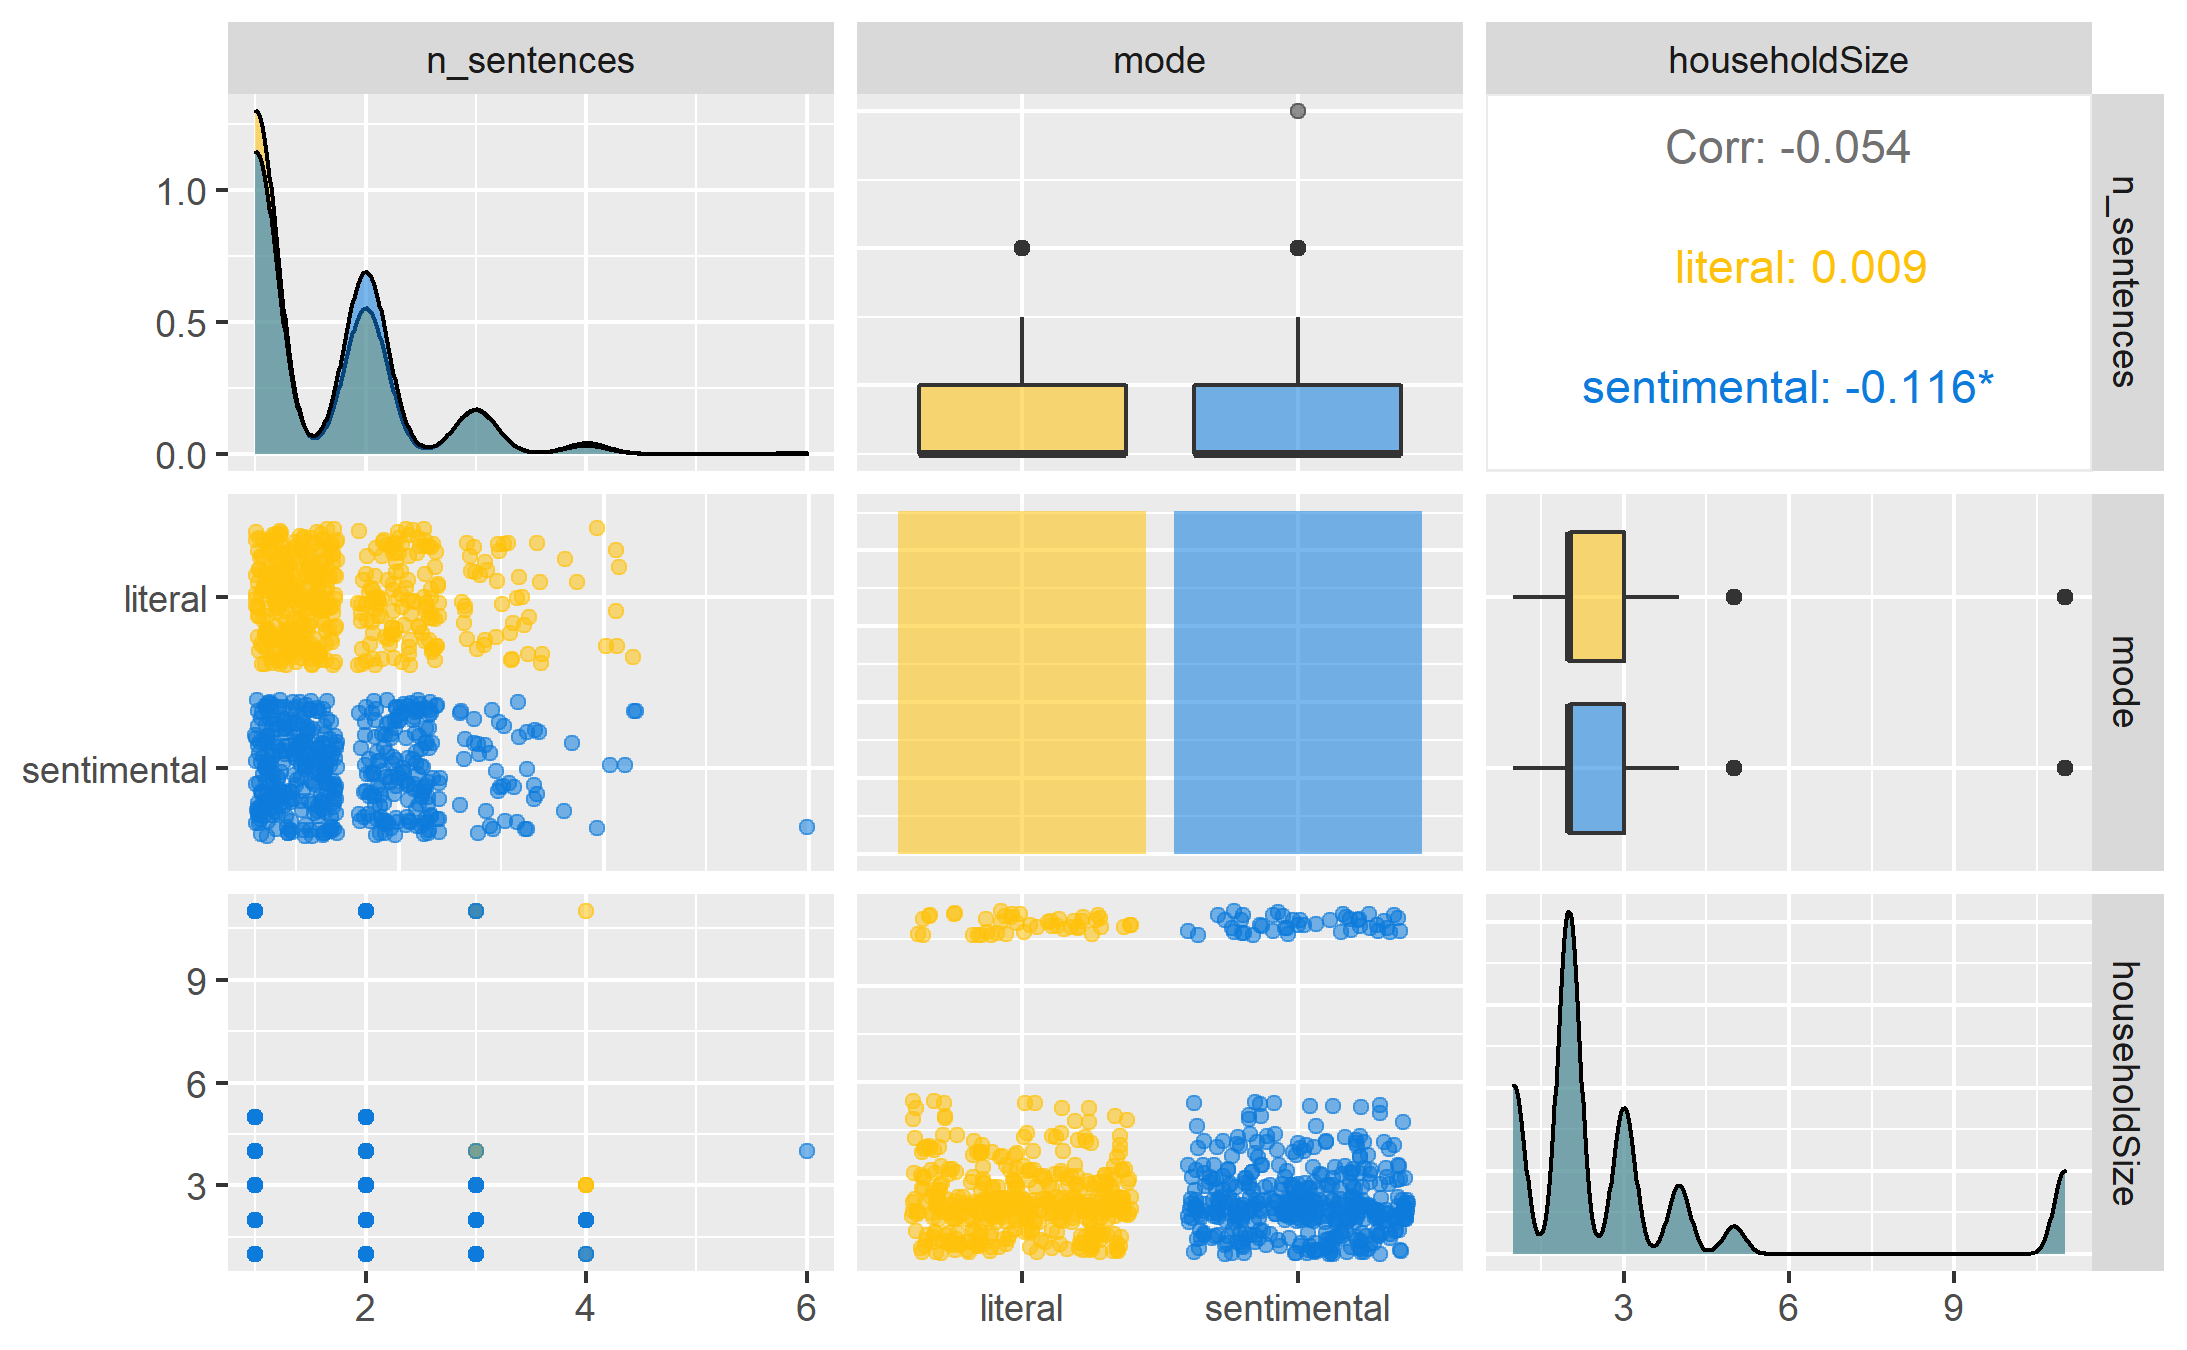 n_sentences mode householdSize
1.0
0.5
0.0
Corr: -0.054
literal: 0.009
sentimental: -0.116*
n_sentences
literal
sentimental
mode
9
6
3
householdSize
2 4 6 literal sentimental 3 6 9